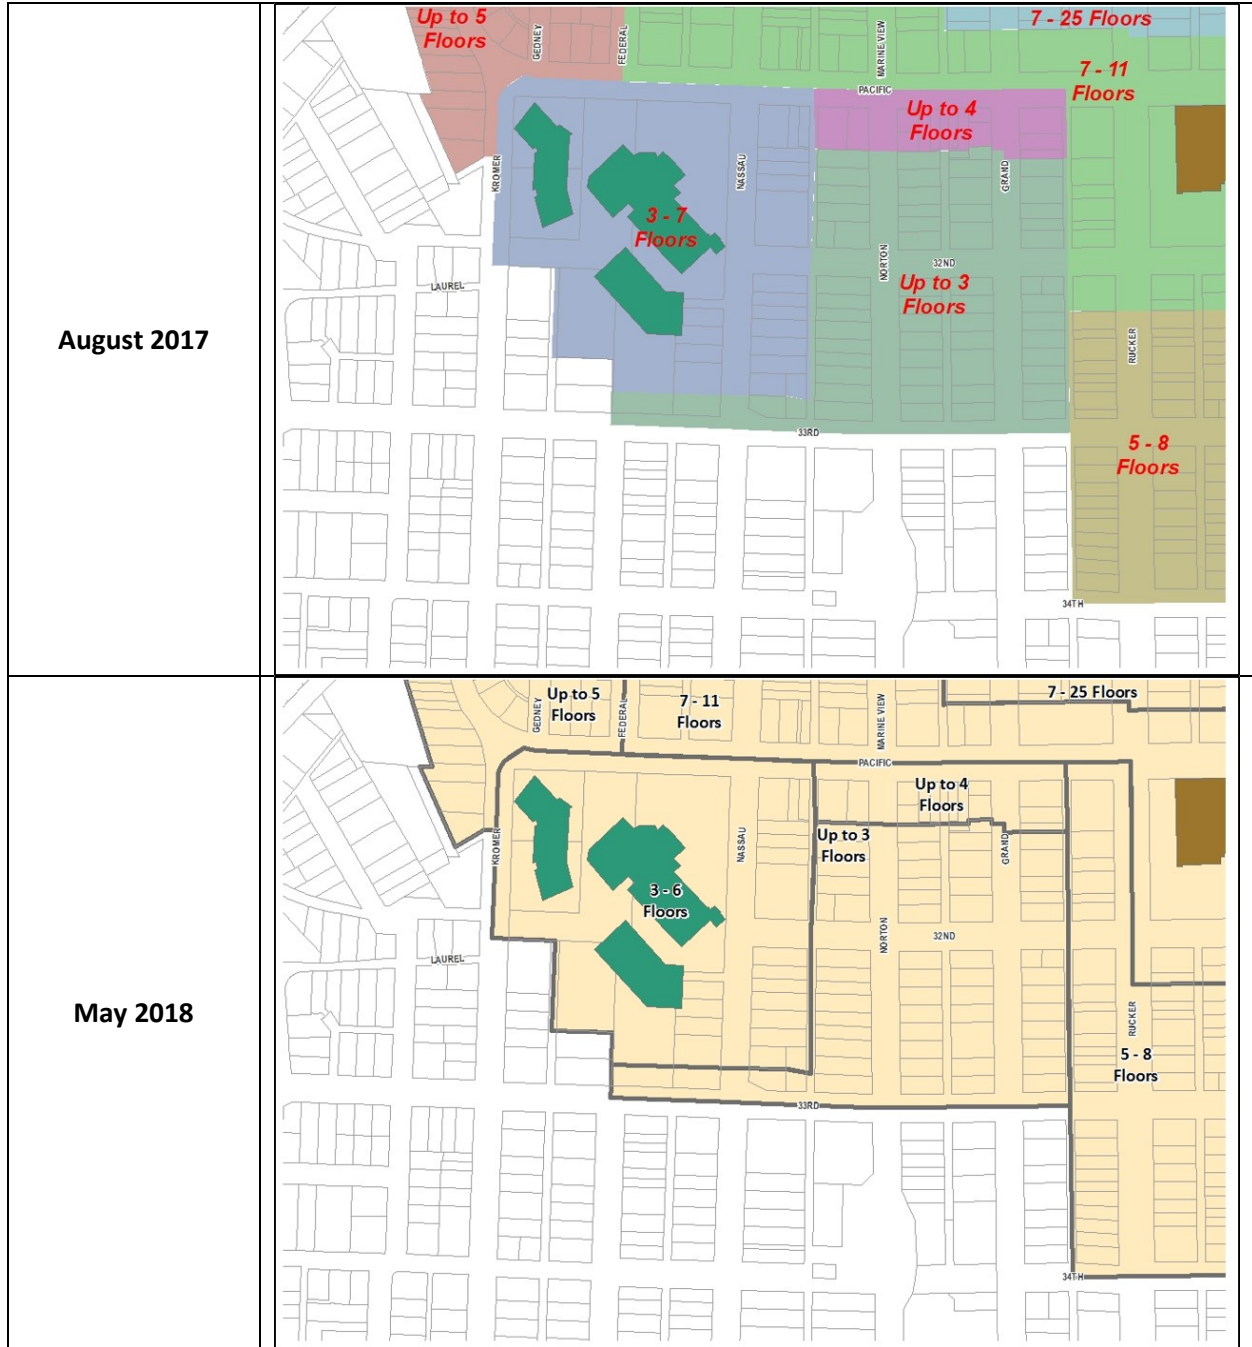 August 2017
Up to 5
Floors
GEDNEY
FEDERAL
MARINE VIEW
7 - 25 Floors
7 - 11
Floors
PACIFIC
Up to 4
Floors
KROMER
NASSAU
GRAND
3 - 7
Floors
NORTON
32ND
Up to 3
Floors
LAUREL
RUCKER
33RD
5 - 8
Floors
34TH
May 2018
GEDNEY
Up to 5
Floors
FEDERAL
7 - 11
Floors
MARINE VIEW
7 - 25 Floors
PACIFIC
Up to 4
Floors
KROMER
NASSAU
Up to 3
Floors
GRAND
3 - 6
Floors
NORTON
32ND
LAUREL
RUCKER
5 - 8
Floors
33RD
34TH